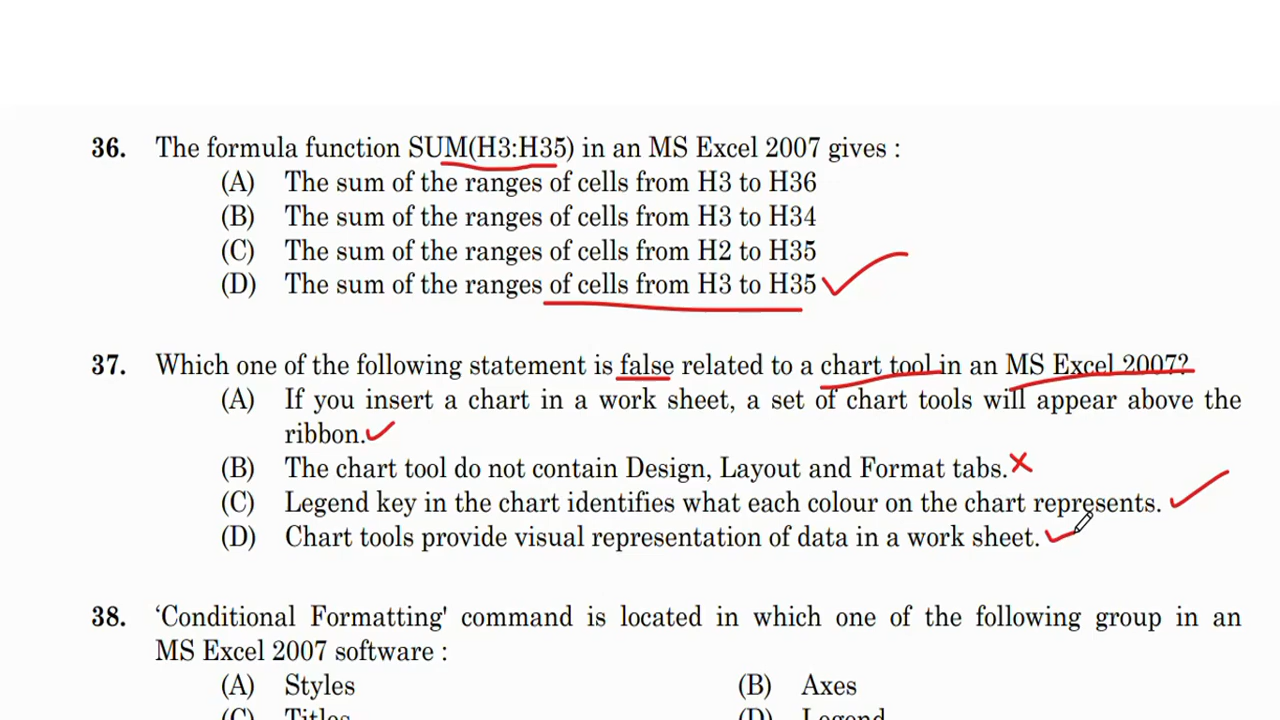 36. The formula function SUM(H3:H35) in an MS Excel 2007 gives :
(A) The sum of the ranges of cells from H3 to H36
(B) The sum of the ranges of cells from H3 to H34
(C) The sum of the ranges of cells from H2 to H35
(D) The sum of the ranges of cells from H3 to H35
37. Which one of the following statement is false related to a chart tool in an MS Excel 2007?
(A) If you insert a chart in a work sheet, a set of chart tools will appear above the
ribbon.
(B) The chart tool do not contain Design, Layout and Format tabs.
(C) Legend key in the chart identifies what each colour on the chart represents.
(D) Chart tools provide visual representation of data in a work sheet.
38. ‘Conditional Formatting' command is located in which one of the following group in an
MS Excel 2007 software :
(A) Styles (B) Axes
(C) Titles (D) Legend